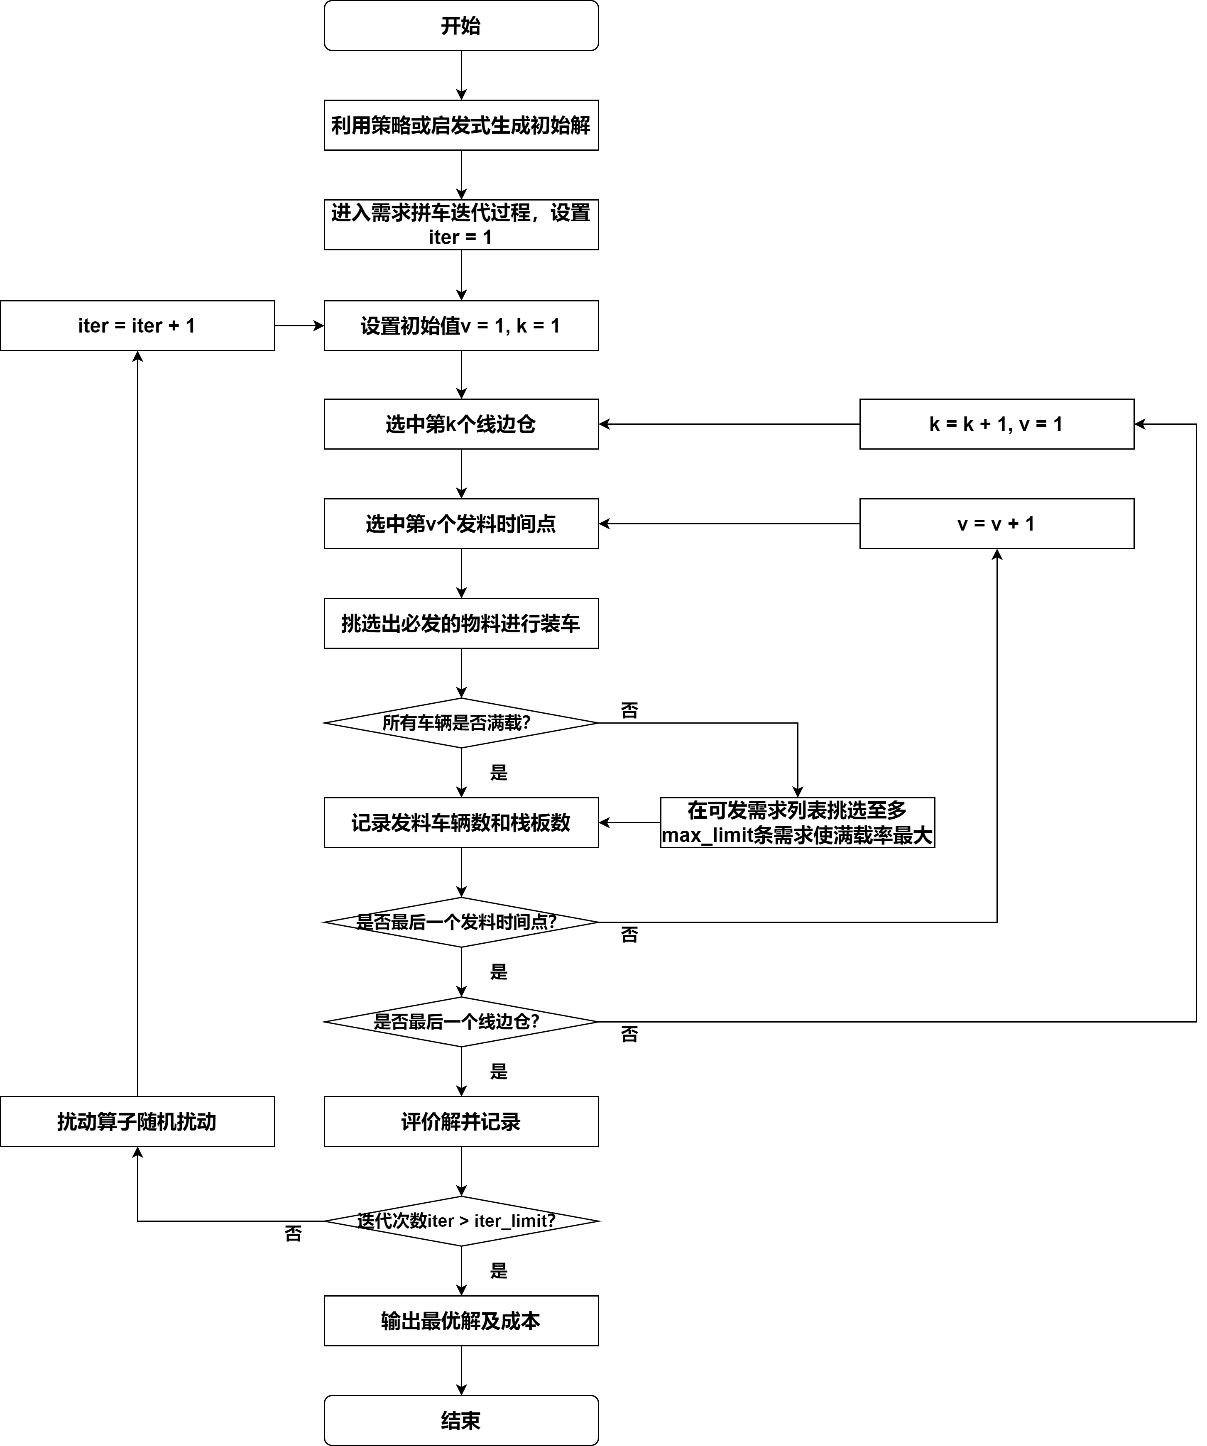 开始
利用策略或启发式生成初始解
进入需求拼车迭代过程，设置
iter = 1
iter = iter + 1
设置初始值v = 1, k = 1
选中第k个线边仓
k = k + 1, v = 1
选中第v个发料时间点
v = v + 1
挑选出必发的物料进行装车
所有车辆是否满载？
否
是
记录发料车辆数和栈板数
在可发需求列表挑选至多
max_limit条需求使满载率最大
是否最后一个发料时间点？
否
是
是否最后一个线边仓？
否
是
扰动算子随机扰动
评价解并记录
迭代次数iter > iter_limit？
否
是
输出最优解及成本
结束